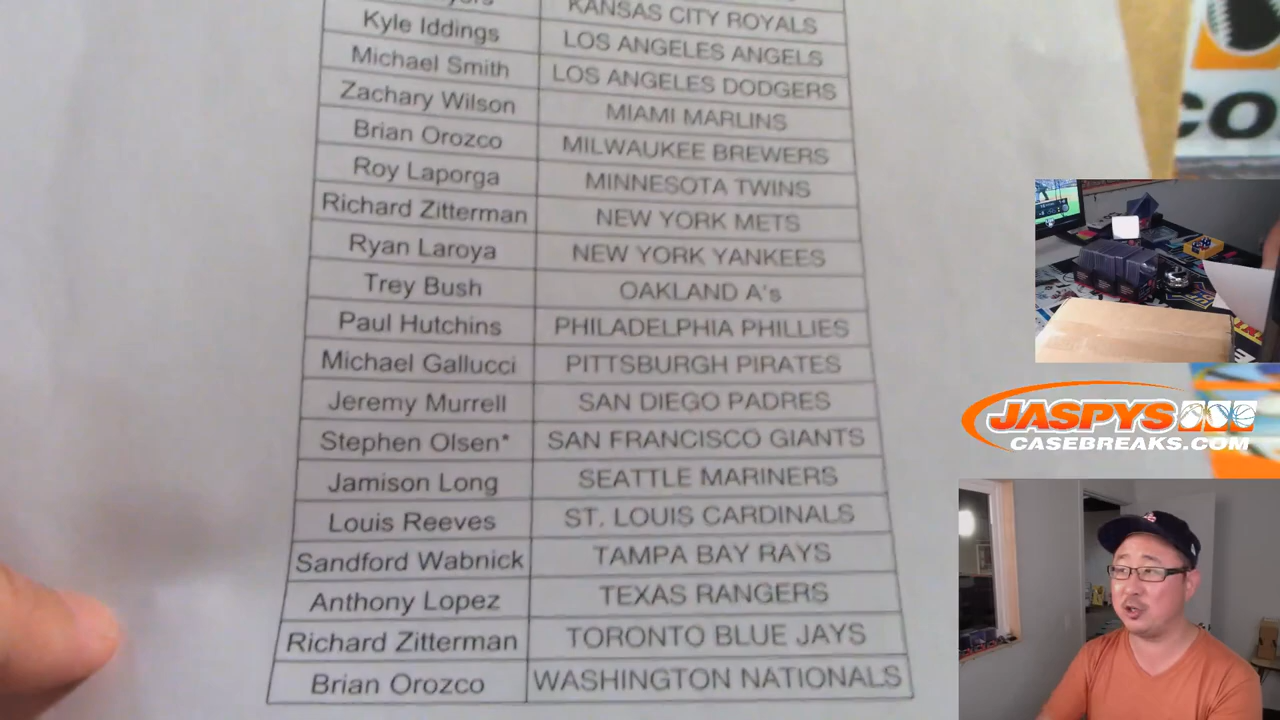 KANSAS CITY ROYALS
Kyle Iddings LOS ANGELES ANGELS
Michael Smith LOS ANGELES DODGERS
Zachary Wilson MIAMI MARLINS
Brian Orozco MILWAUKEE BREWERS
Roy Laporga MINNESOTA TWINS
Richard Zitterman NEW YORK METS
Ryan Laroya NEW YORK YANKEES
Trey Bush OAKLAND A's
Paul Hutchins PHILADELPHIA PHILLIES
Michael Gallucci PITTSBURGH PIRATES
Jeremy Murrell SAN DIEGO PADRES
Stephen Olsen* SAN FRANCISCO GIANTS
Jamison Long SEATTLE MARINERS
Louis Reeves ST. LOUIS CARDINALS
Sandford Wabnick TAMPA BAY RAYS
Anthony Lopez TEXAS RANGERS
Richard Zitterman TORONTO BLUE JAYS
Brian Orozco WASHINGTON NATIONALS
JASPYS
CASEBREAKS.COM